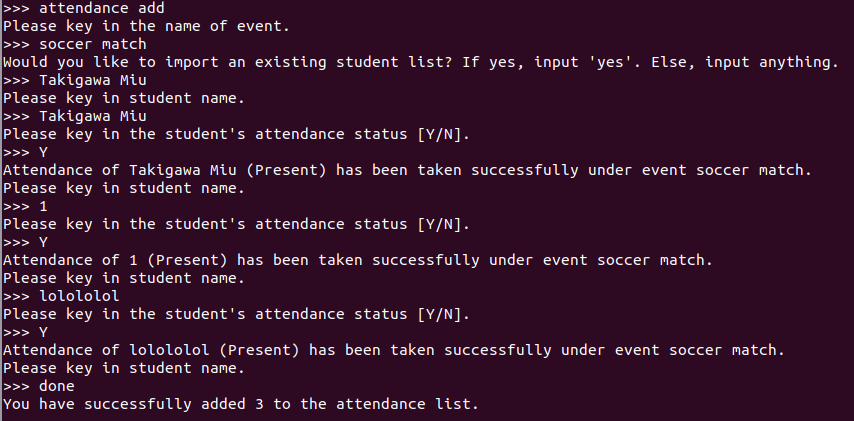 >>> attendance add
Please key in the name of event.
>>> soccer match
Would you like to import an existing student list? If yes, input 'yes'. Else, input anything.
>>> Takigawa Miu
Please key in student name.
>>> Takigawa Miu
Please key in the student's attendance status [Y/N].
>>> Y
Attendance of Takigawa Miu (Present) has been taken successfully under event soccer match.
Please key in student name.
>>> 1
Please key in the student's attendance status [Y/N].
>>> Y
Attendance of 1 (Present) has been taken successfully under event soccer match.
Please key in student name.
>>> lolololol
Please key in the student's attendance status [Y/N].
>>> Y
Attendance of lolololol (Present) has been taken successfully under event soccer match.
Please key in student name.
>>> done
You have successfully added 3 to the attendance list.